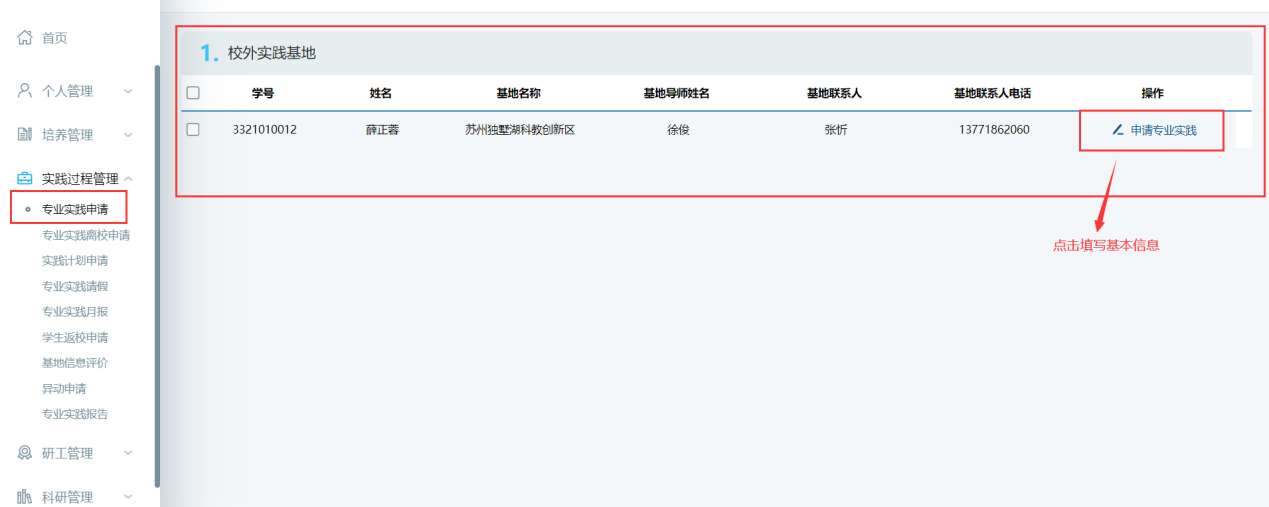 首页
个人管理
培养管理
实践过程管理
专业实践申请
专业实践离校申请
实践计划申请
专业实践请假
专业实践月报
学生返校申请
基地信息评价
异动申请
专业实践报告
研工管理
科研管理
1. 校外实践基地
学号 姓名 基地名称 基地导师姓名 基地联系人 基地联系人电话 操作
3321010012 薛正蓉 苏州独墅湖科教创新区 徐俊 张忻 13771862060 申请专业实践
点击填写基本信息